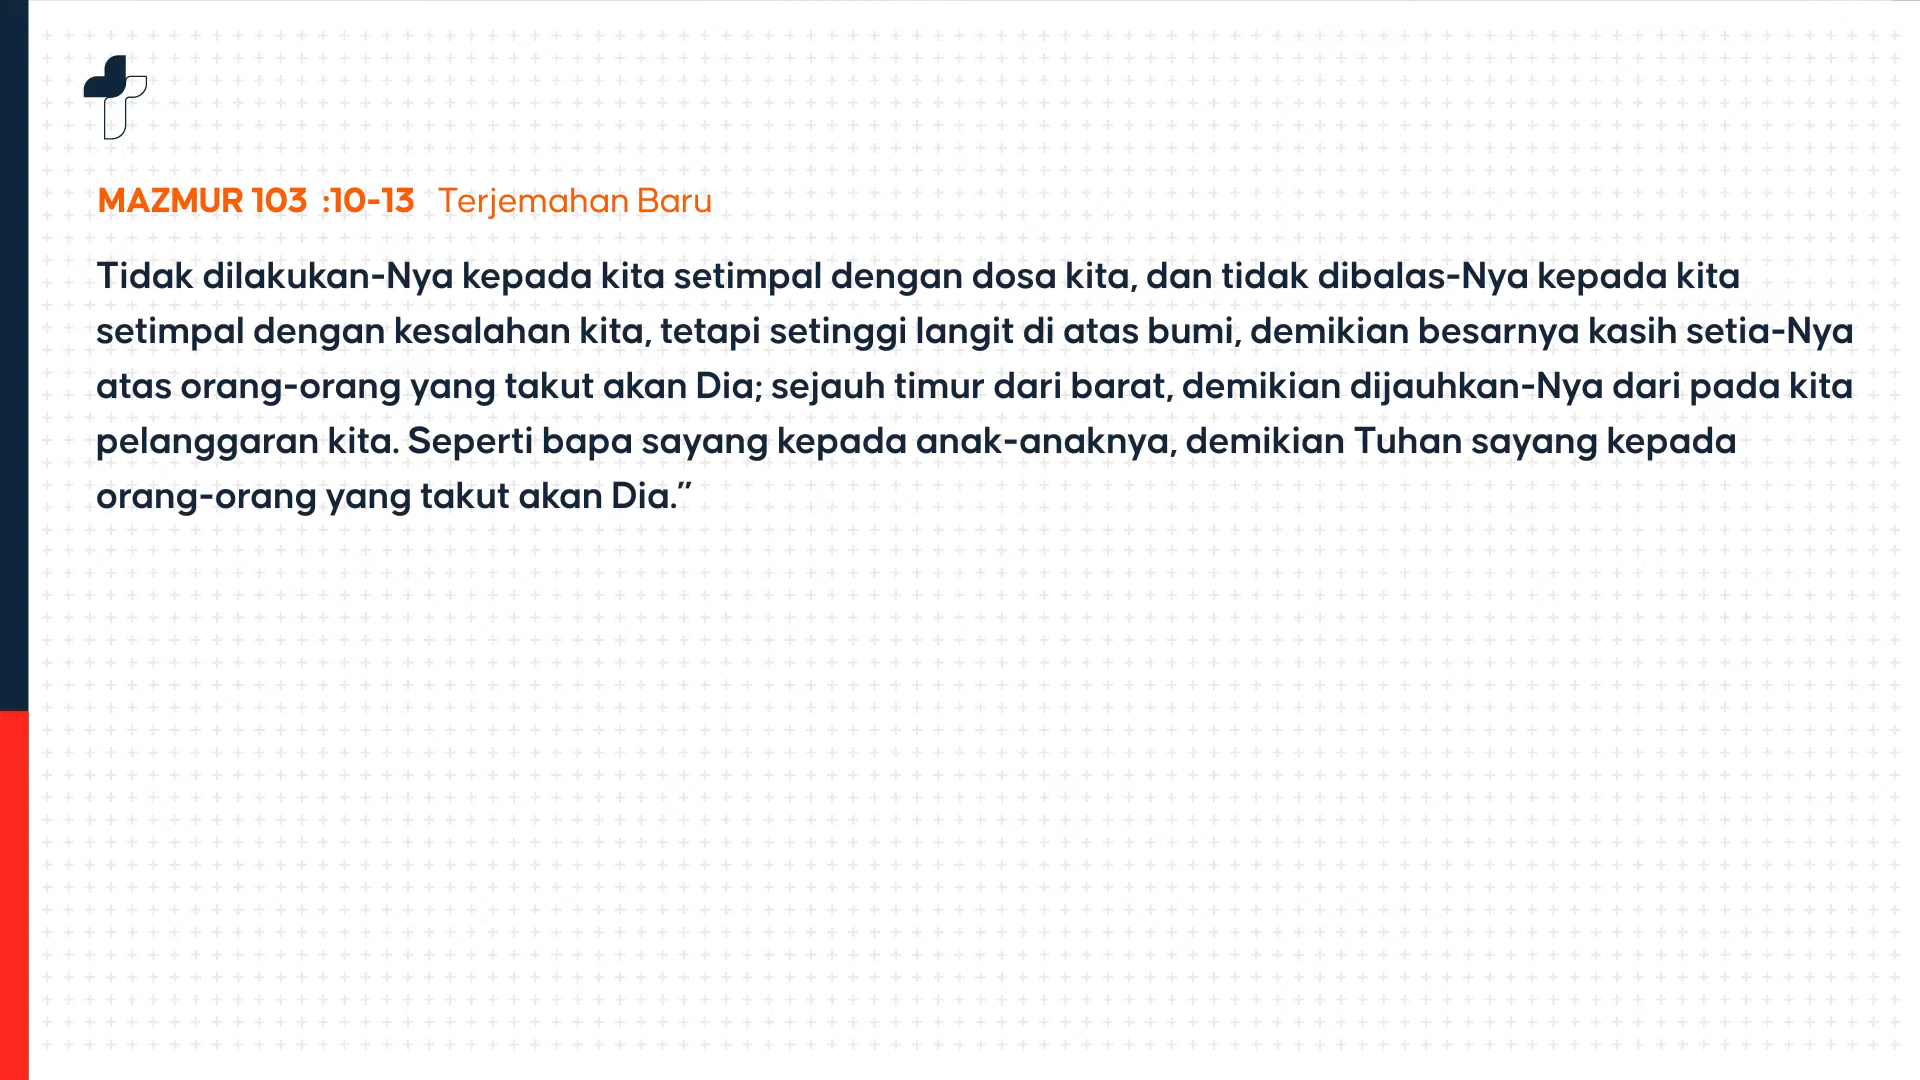 MAZMUR 103 :10-13 Terjemahan Baru
Tidak dilakukan-Nya kepada kita setimpal dengan dosa kita, dan tidak dibalas-Nya kepada kita
setimpal dengan kesalahan kita, tetapi setinggi langit di atas bumi, demikian besarnya kasih setia-Nya
atas orang-orang yang takut akan Dia; sejauh timur dari barat, demikian dijauhkan-Nya dari pada kita
pelanggaran kita. Seperti bapa sayang kepada anak-anaknya, demikian Tuhan sayang kepada
orang-orang yang takut akan Dia.”